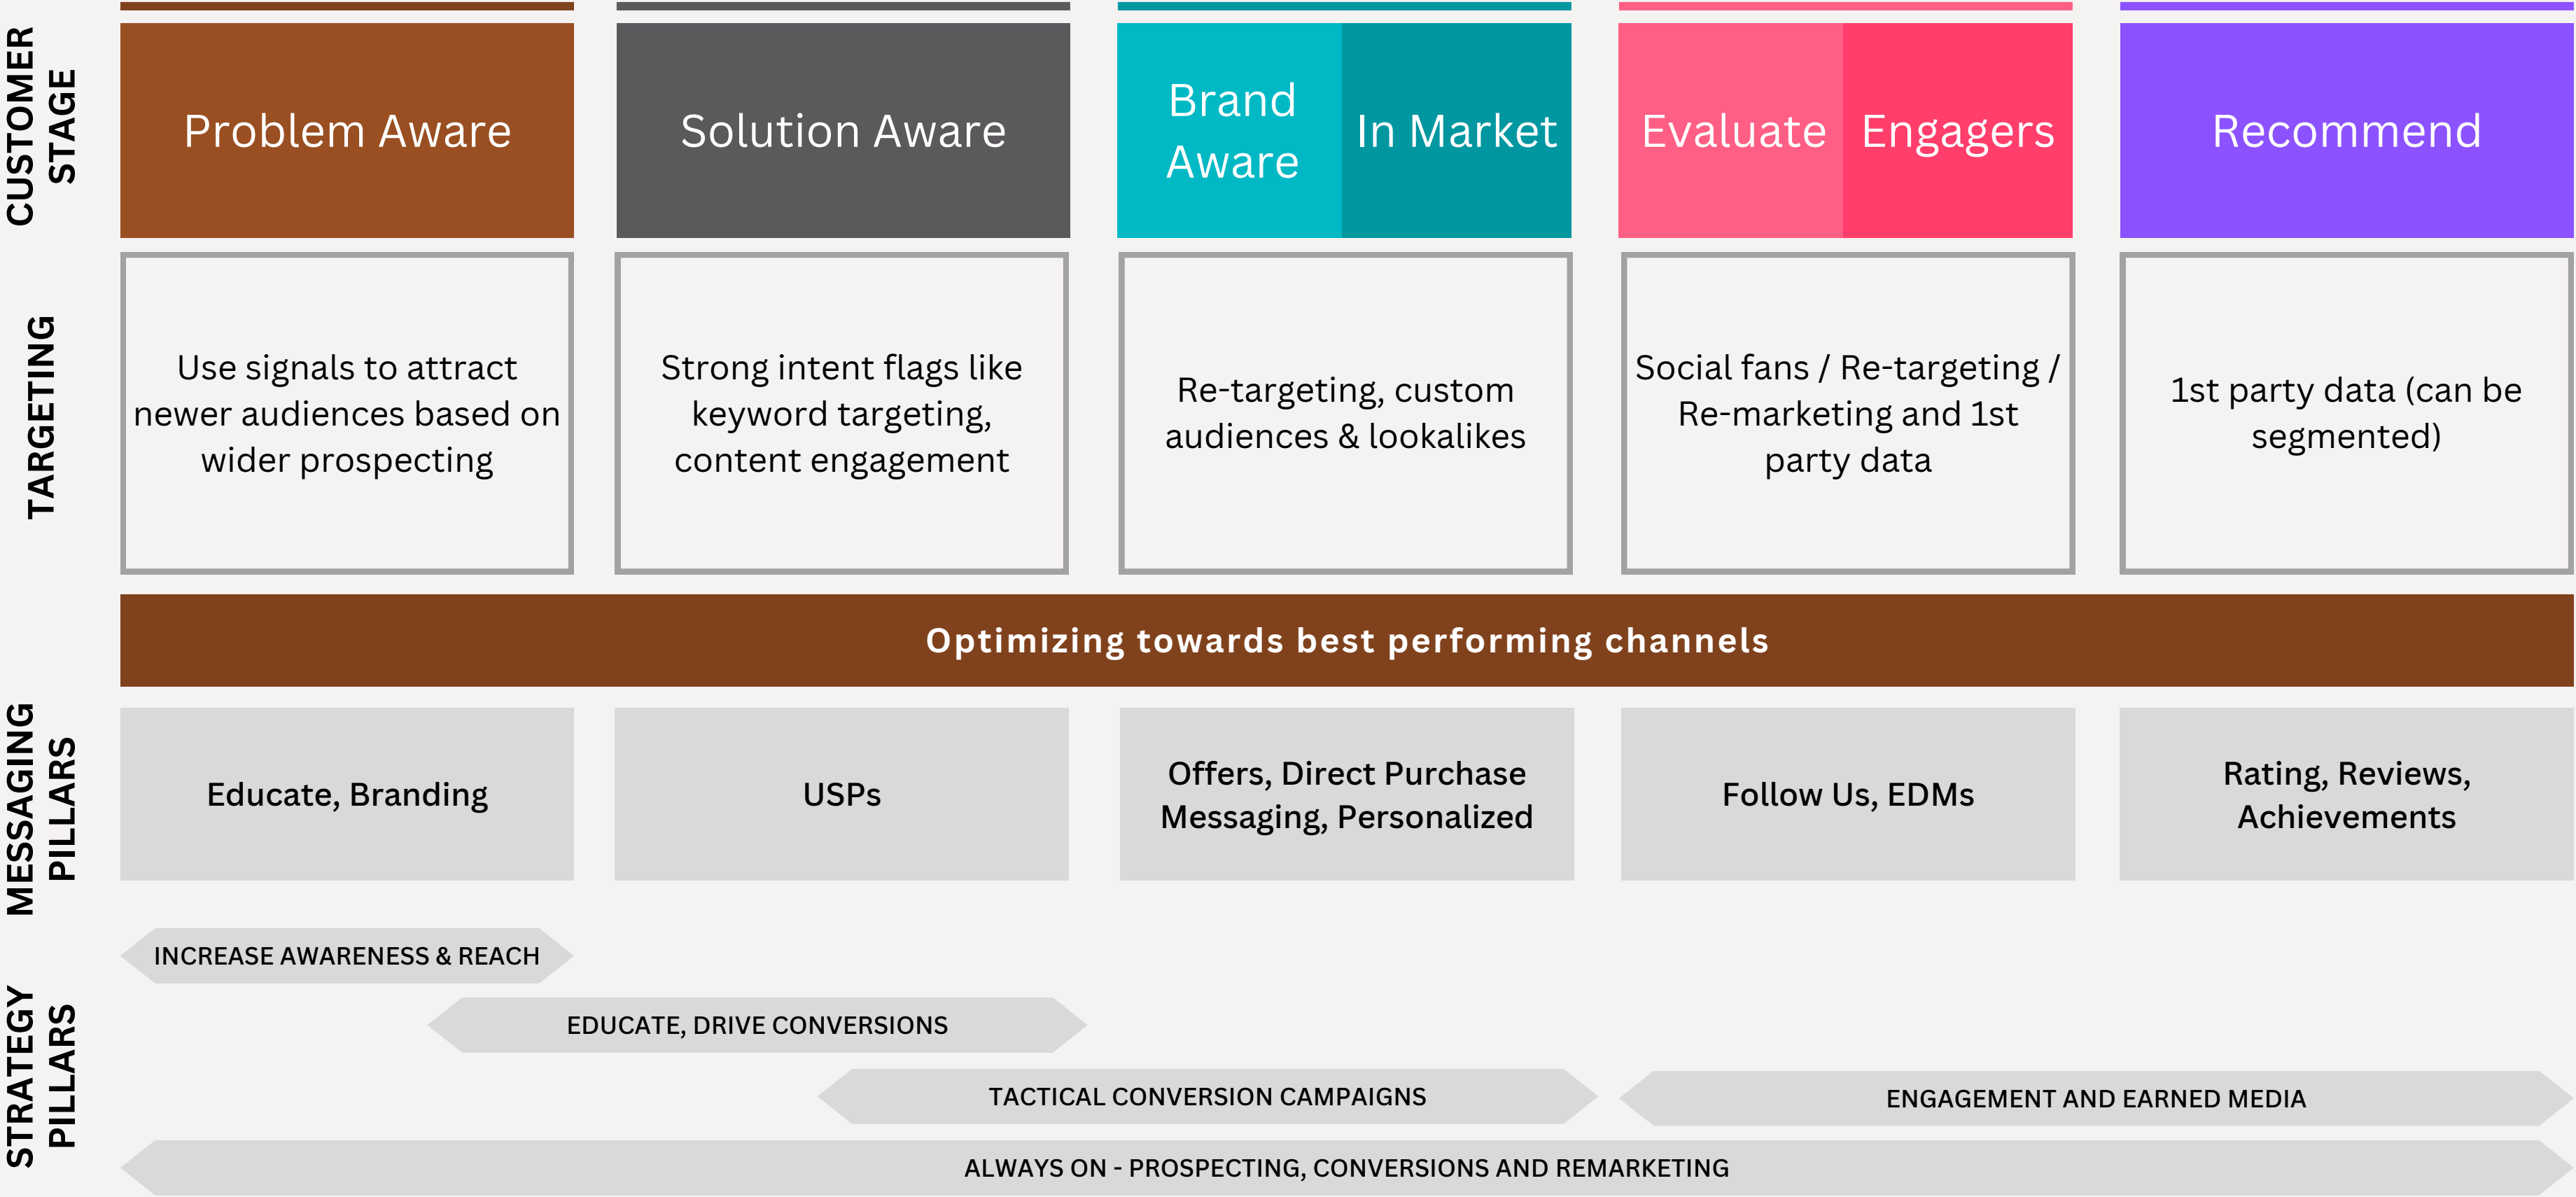 CUSTOMER
STAGE
Problem Aware
Solution Aware
Brand
Aware
In Market
Evaluate
Engagers
Recommend
TARGETING
Use signals to attract
newer audiences based on
wider prospecting
Strong intent flags like
keyword targeting,
content engagement
Re-targeting, custom
audiences & lookalikes
Social fans / Re-targeting /
Re-marketing and 1st
party data
1st party data (can be
segmented)
Optimizing towards best performing channels
MESSAGING
PILLARS
Educate, Branding
USPs
Offers, Direct Purchase
Messaging, Personalized
Follow Us, EDMs
Rating, Reviews,
Achievements
STRATEGY
PILLARS
INCREASE AWARENESS & REACH
EDUCATE, DRIVE CONVERSIONS
TACTICAL CONVERSION CAMPAIGNS
ENGAGEMENT AND EARNED MEDIA
ALWAYS ON - PROSPECTING, CONVERSIONS AND REMARKETING